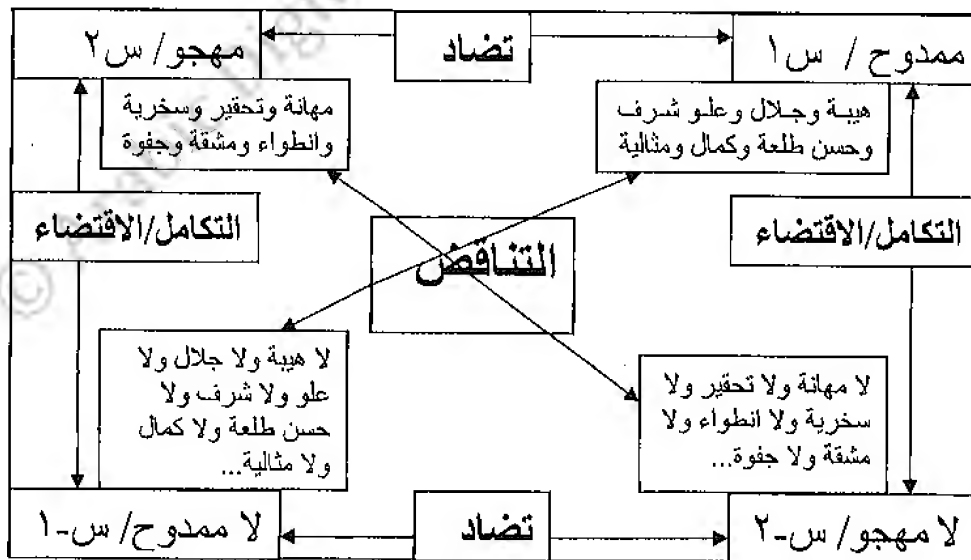 ممدوح / س١
تضاد
مهجو/ س٢
هيبة وجلال وعلو شرف
وحسن طلعة وكمال ومثالية
مهانة وتحقير وسخرية
وانطواء ومشقة وجفوة
التكامل/الاقتضاء
التناقض
التكامل/الاقتضاء
لا مهانة ولا تحقير ولا
سخرية ولا انطواء ولا
مشقة ولا جفوة...
لا هيبة ولا جلال ولا
علو ولا شرف ولا
حسن طلعة ولا كمال
ولا مثالية...
لا مهجو/ س-٢
تضاد
لا ممدوح/ س-١